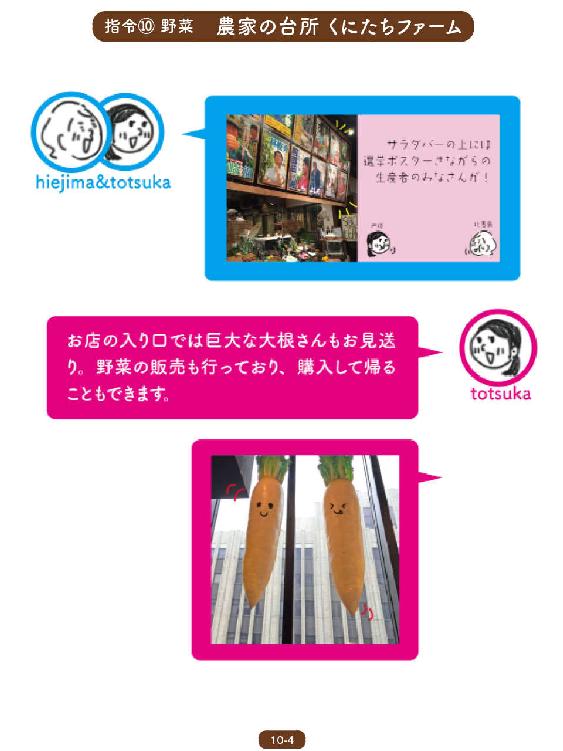 指令⑩ 野菜　農家の台所 くにたちファーム
hiejima&totsuka
サラダバーの上には
選挙ポスターさながらの
生産者のみなさんが！
戸塚
比惠島
お店の入り口では巨大な大根さんもお見送
り。野菜の販売も行っており、購入して帰る
こともできます。
totsuka
10-4